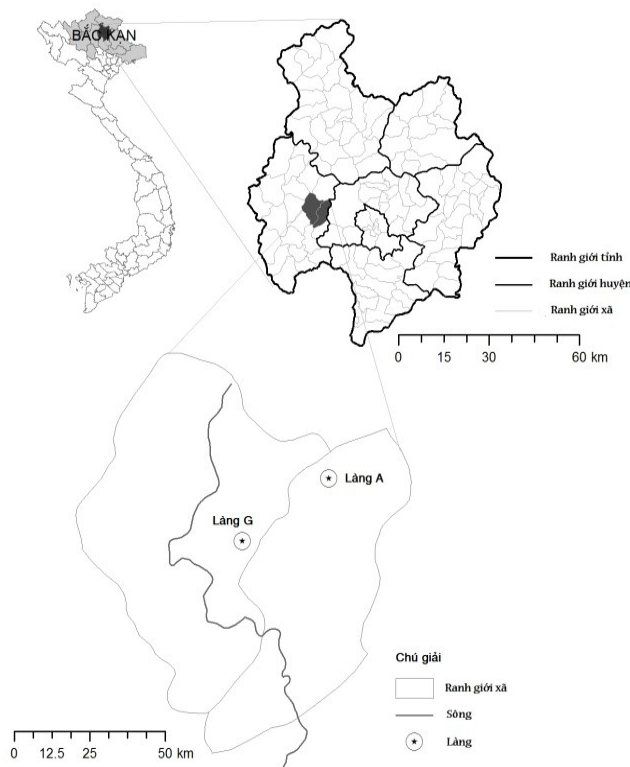 BẮC KẠN
Ranh giới tỉnh
Ranh giới huyện
Ranh giới xã
0 15 30 60 km
Làng A
Làng G
Chú giải
Ranh giới xã
Sông
Làng
0 12.5 25 50 km